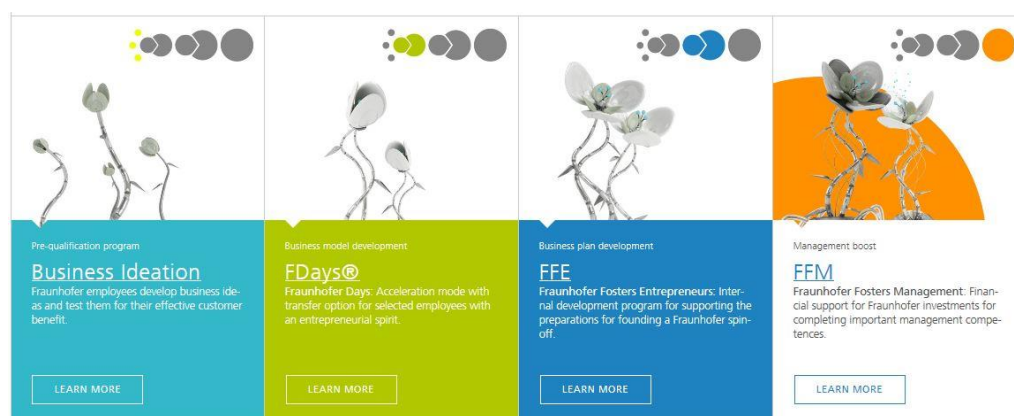 Pre-qualification program
Business Ideation
Fraunhofer employees develop business ide-
as and test them for their effective customer
benefit.
LEARN MORE
Business model development
FDays®
Fraunhofer Days: Acceleration mode with
transfer option for selected employees with
an entrepreneurial spirit.
LEARN MORE
Business plan development
FFE
Fraunhofer Fosters Entrepreneurs: Inter-
nal development program for supporting the
preparations for founding a Fraunhofer spin-
off.
LEARN MORE
Management boost
FFM
Fraunhofer Fosters Management: Finan-
cial support for Fraunhofer investments for
completing important management compe-
tences.
LEARN MORE